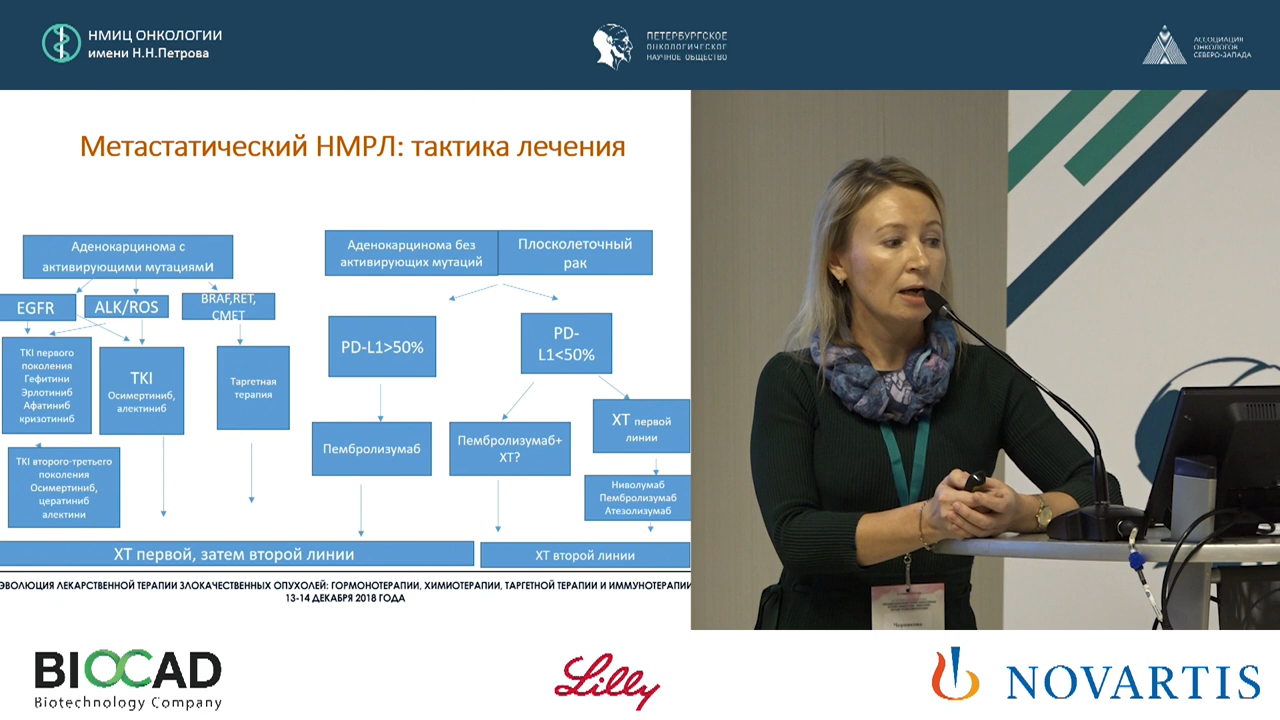 НМИЦ ОНКОЛОГИИ
имени Н.Н.Петрова
ПЕТЕРБУРГСКОЕ
ОНКОЛОГИЧЕСКОЕ
НАУЧНОЕ ОБЩЕСТВО
АССОЦИАЦИЯ
ОНКОЛОГОВ
СЕВЕРО-ЗАПАДА
Метастатический НМРЛ: тактика лечения
Аденокарцинома с
активирующими мутациями
Аденокарцинома без
активирующих мутаций
Плосколеточный
рак
EGFR
ALK/ROS
BRAF,RET,
CMET
PD-L1>50%
PD-
L1<50%
TKI первого
поколения
Гефитини
Эрлотиниб
Афатиниб
кризотиниб
TKI
Осимертиниб,
алектиниб
Таргетная
терапия
Пембролизумаб
Пембролизумаб+
ХТ?
ХТ первой
линии
TKI второго-третьего
поколения
Осимертиниб,
цератиниб
алектини
Ниволумаб
Пембролизумаб
Атезолизумаб
ХТ первой, затем второй линии
ХТ второй линии
ЭВОЛЮЦИЯ ЛЕКАРСТВЕННОЙ ТЕРАПИИ ЗЛОКАЧЕСТВЕННЫХ ОПУХОЛЕЙ: ГОРМОНОТЕРАПИИ, ХИМИОТЕРАПИИ, ТАРГЕТНОЙ ТЕРАПИИ И ИММУНОТЕРАПИИ
13-14 ДЕКАБРЯ 2018 ГОДА
BIOCAD
Biotechnology Company
Lilly
NOVARTIS